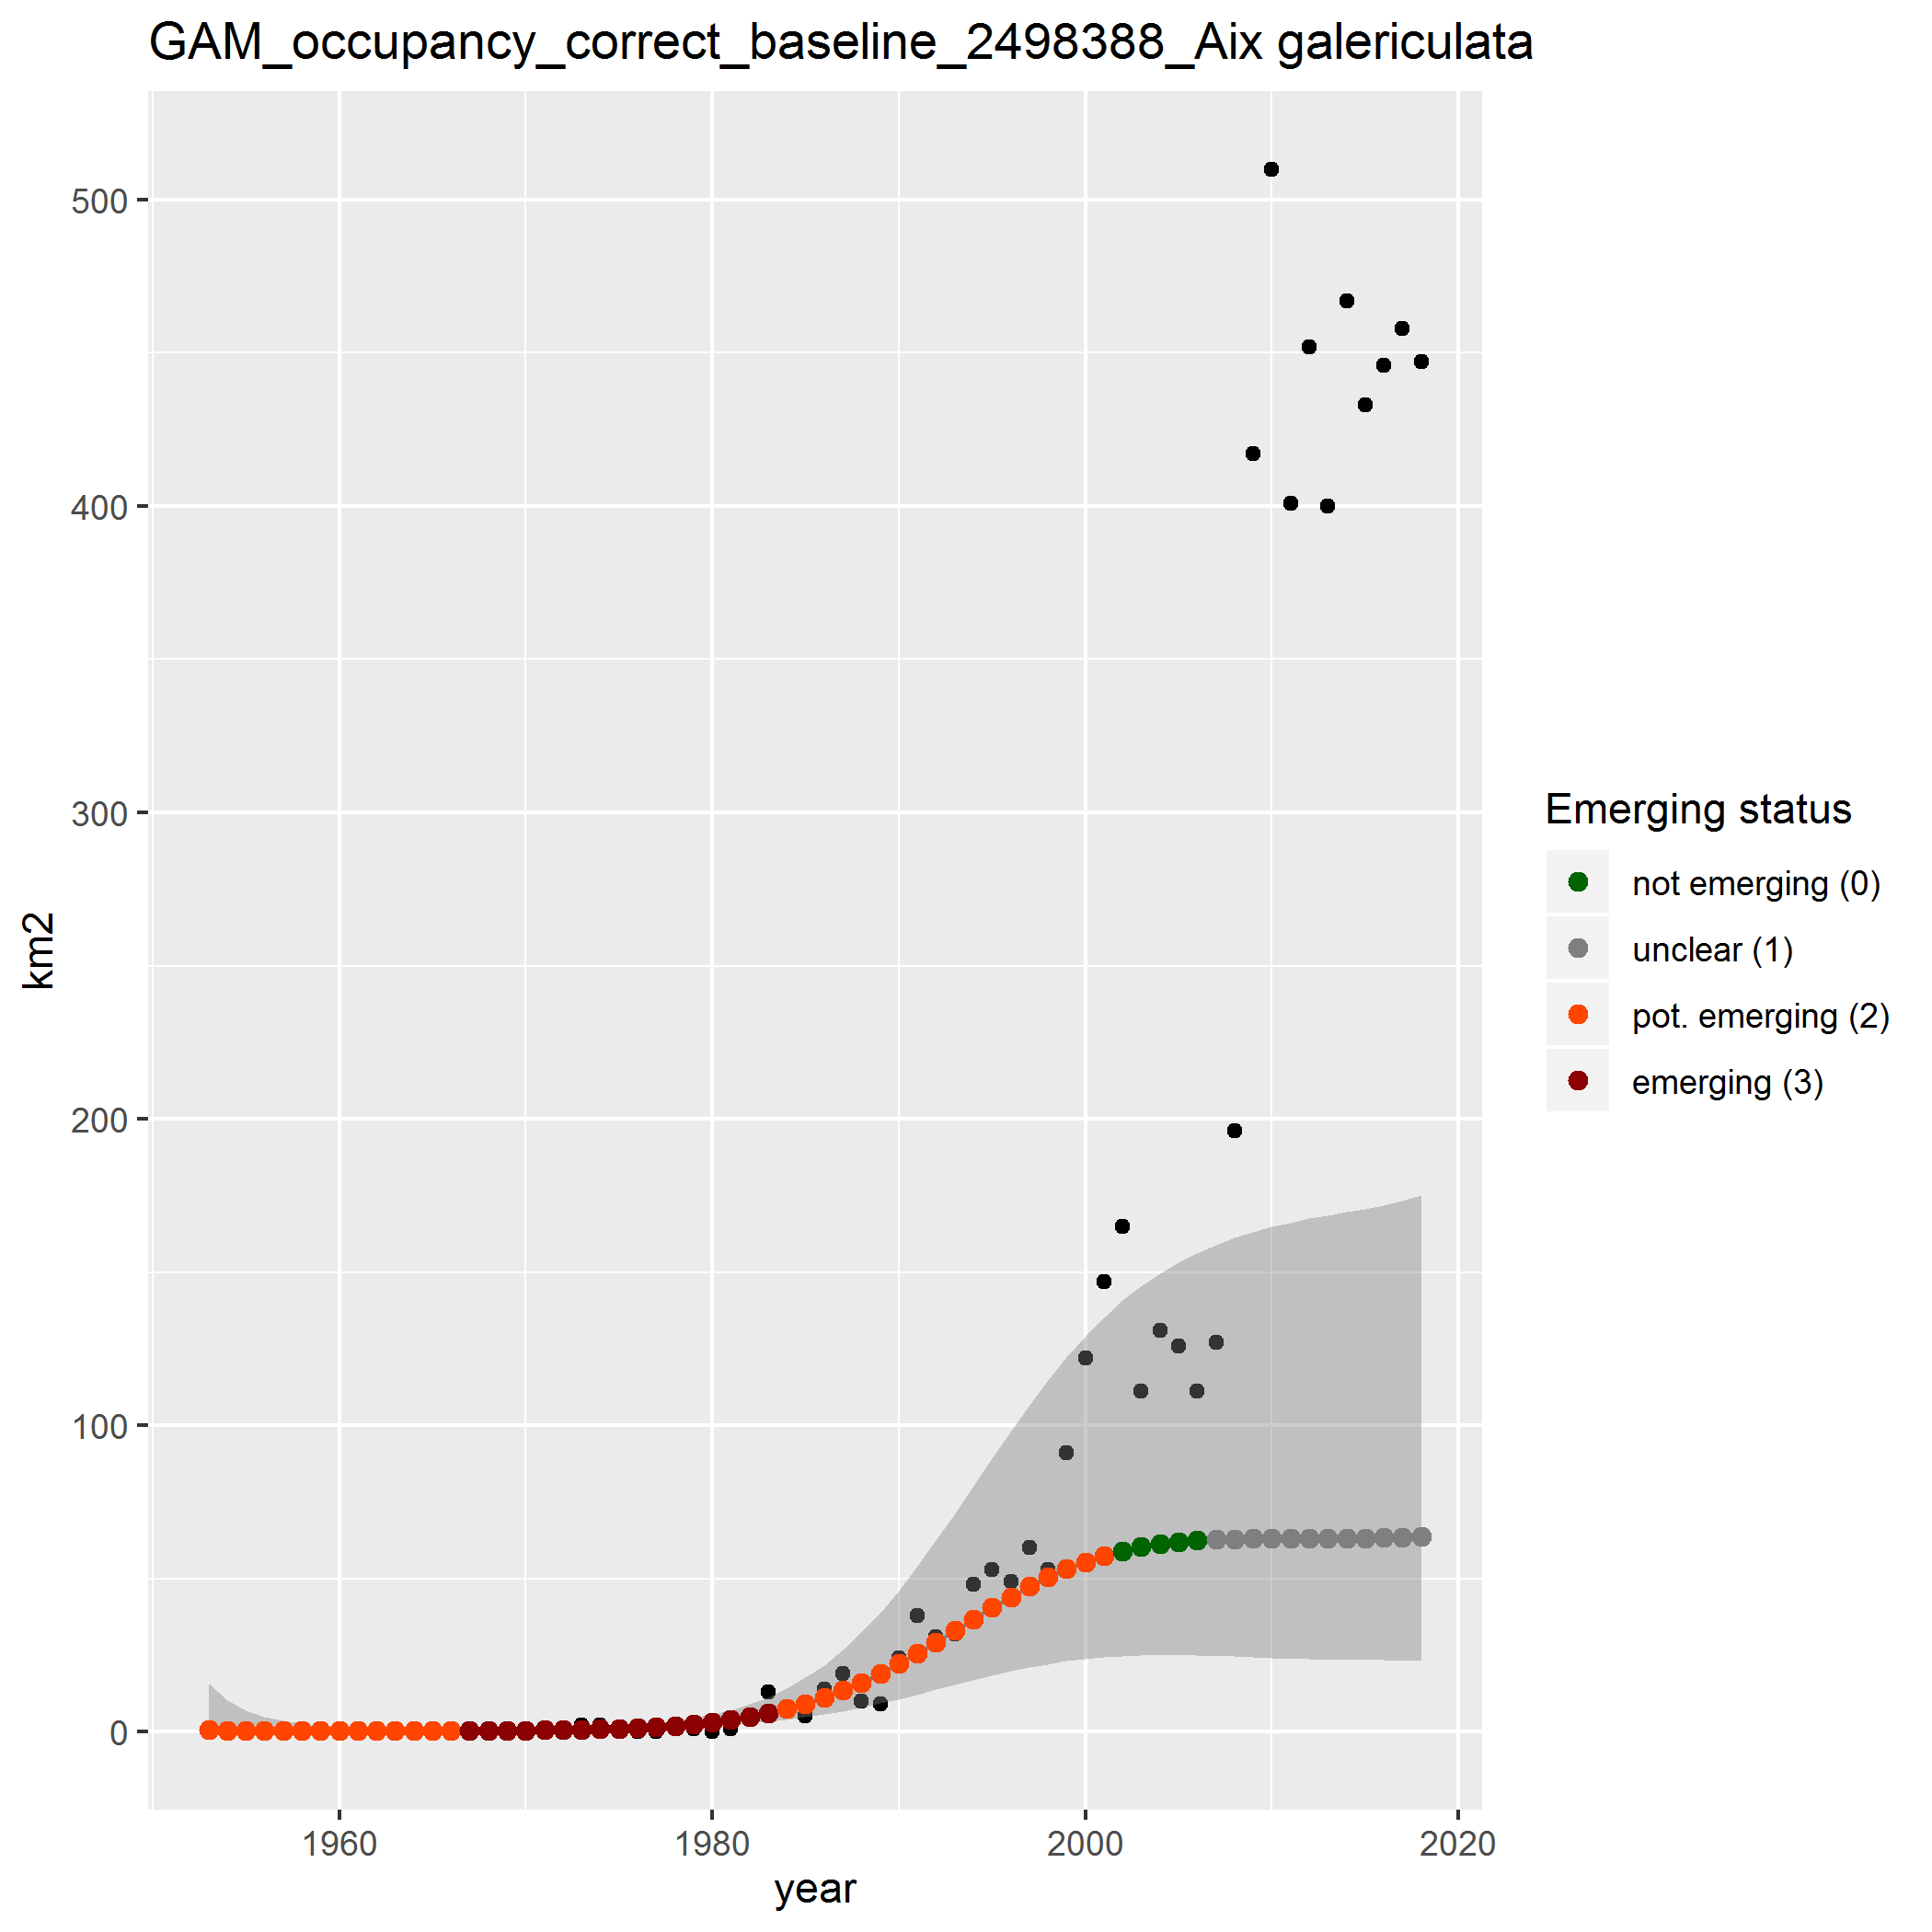 GAM_occupancy_correct_baseline_2498388_Aix galericulata
500
400
300
200
100
0
km2
1960
1980
2000
2020
year
Emerging status
not emerging (0)
unclear (1)
pot. emerging (2)
emerging (3)